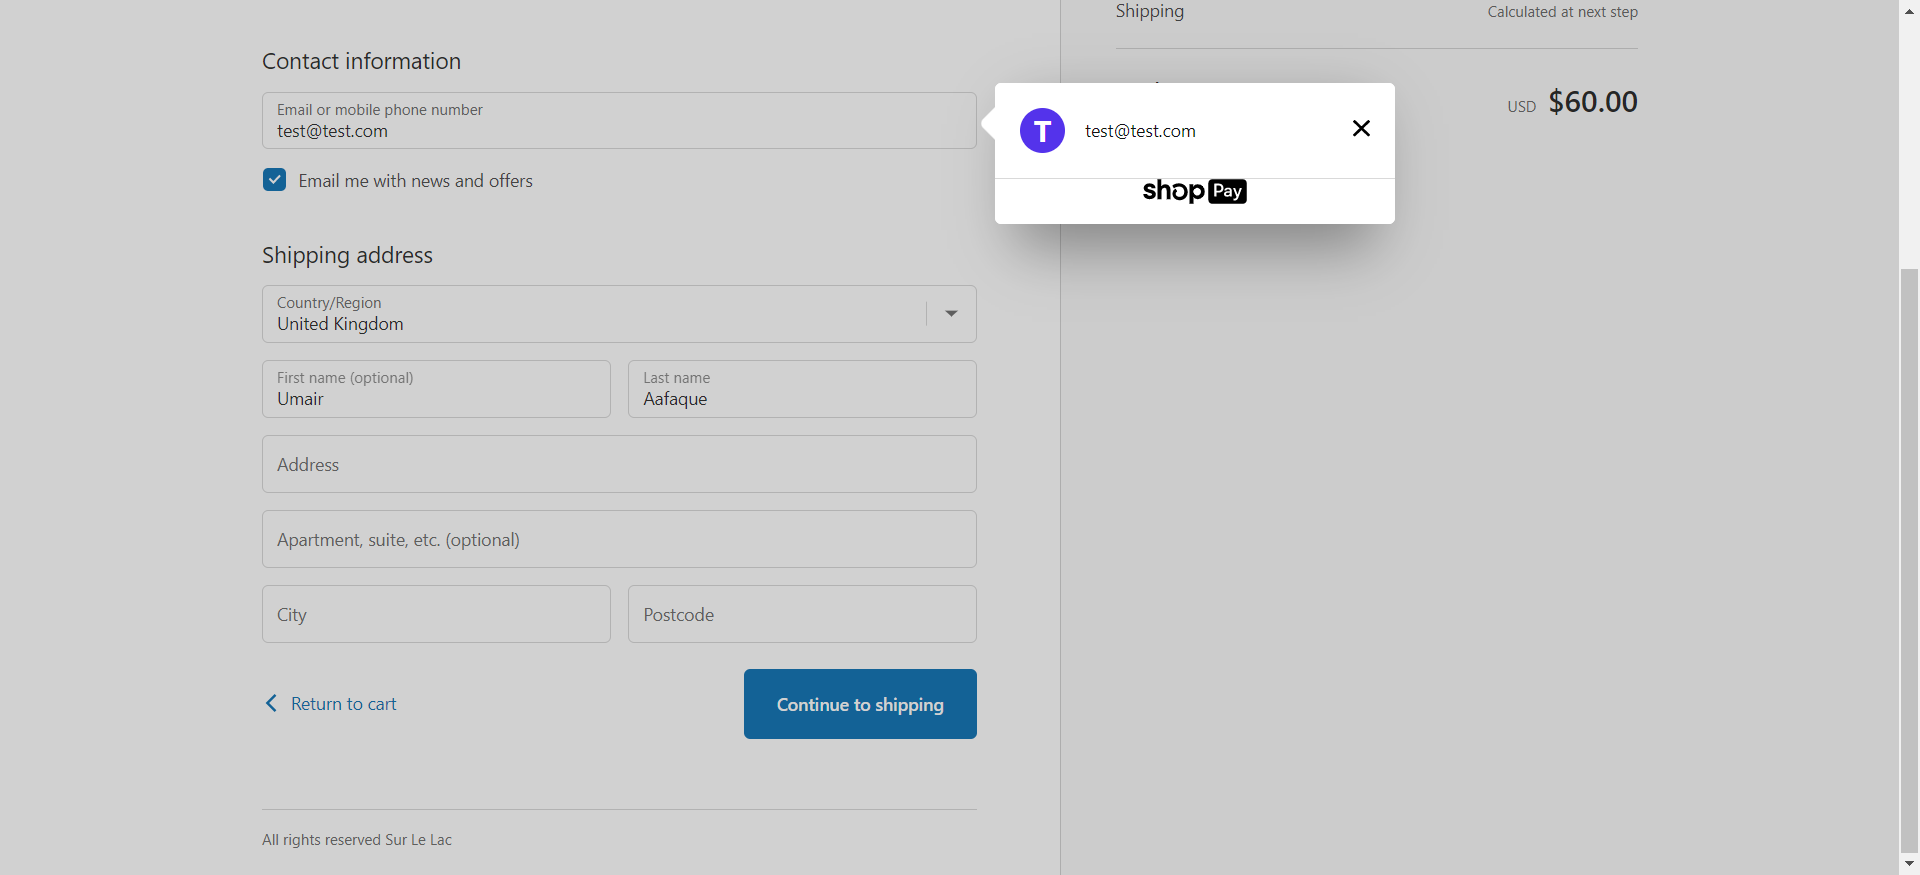 Shipping
Calculated at next step
Contact information
Email or mobile phone number
test@test.com
Email me with news and offers
T
test@test.com
shop Pay
USD $60.00
Shipping address
Country/Region
United Kingdom
First name (optional)
Umair
Last name
Aafaque
Address
Apartment, suite, etc. (optional)
City
Postcode
Return to cart
Continue to shipping
All rights reserved Sur Le Lac